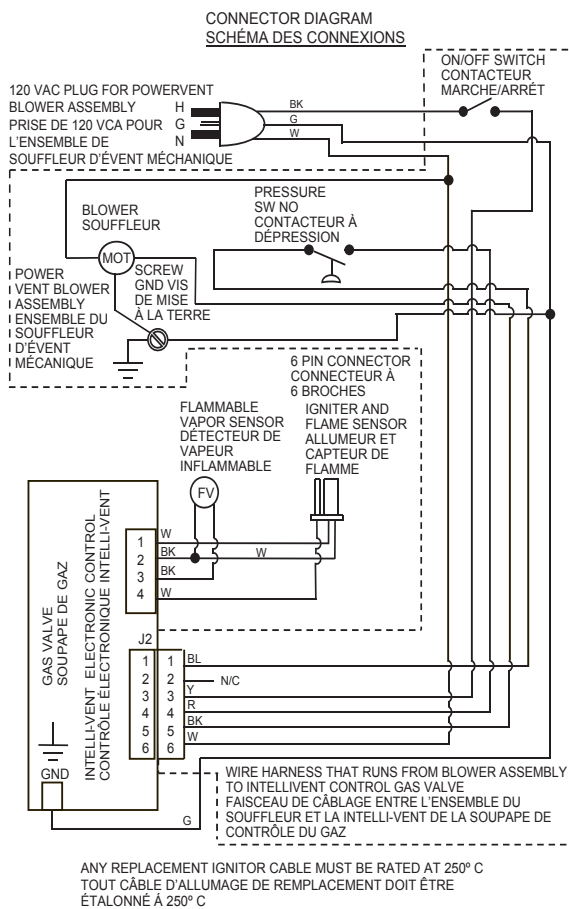 CONNECTOR DIAGRAM
SCHÉMA DES CONNEXIONS
ON/OFF SWITCH
CONTACTEUR
MARCHE/ARRÉT
120 VAC PLUG FOR POWERVENT
BLOWER ASSEMBLY
PRISE DE 120 VCA POUR
L'ENSEMBLE DE
SOUFFLEUR D'ÉVENT MÉCHANIQUE
H
G
N
BK
G
W
BLOWER
SOUFFLEUR
MOT
PRESSURE
SW NO
CONTACTEUR À
DÉPRESSION
POWER
VENT BLOWER
ASSEMBLY
ENSEMBLE DU
SOUFFLEUR
D'ÉVENT
MÉCANIQUE
SCREW
GND VIS
DE MISE
À LA TERRE
6 PIN CONNECTOR
CONNECTEUR À
6 BROCHES
FLAMMABLE
VAPOR SENSOR
DÉTECTEUR DE
VAPEUR
INFLAMMABLE
IGNITER AND
FLAME SENSOR
ALLUMEUR ET
CAPTEUR DE
FLAMME
FV
GAS VALVE
SOUPAPE DE GAZ
INTELLI-VENT ELECTRONIC CONTROL
CONTRÔLE ÉLECTRONIQUE INTELLI-VENT
1 W
2 BK W
3 BK
4 W
J2
1 1 BL
2 2 N/C
3 3 Y
4 4 R
5 5 BK
6 6 W
GND
G
WIRE HARNESS THAT RUNS FROM BLOWER ASSEMBLY
TO INTELLIVENT CONTROL GAS VALVE
FAISCEAU DE CÂBLAGE ENTRE L'ENSEMBLE DU
SOUFFLEUR ET LA INTELLI-VENT DE LA SOUPAPE DE
CONTRÔLE DU GAZ
ANY REPLACEMENT IGNITOR CABLE MUST BE RATED AT 250º C
TOUT CÂBLE D'ALLUMAGE DE REMPLACEMENT DOIT ÊTRE
ÉTALONNÉ Á 250º C